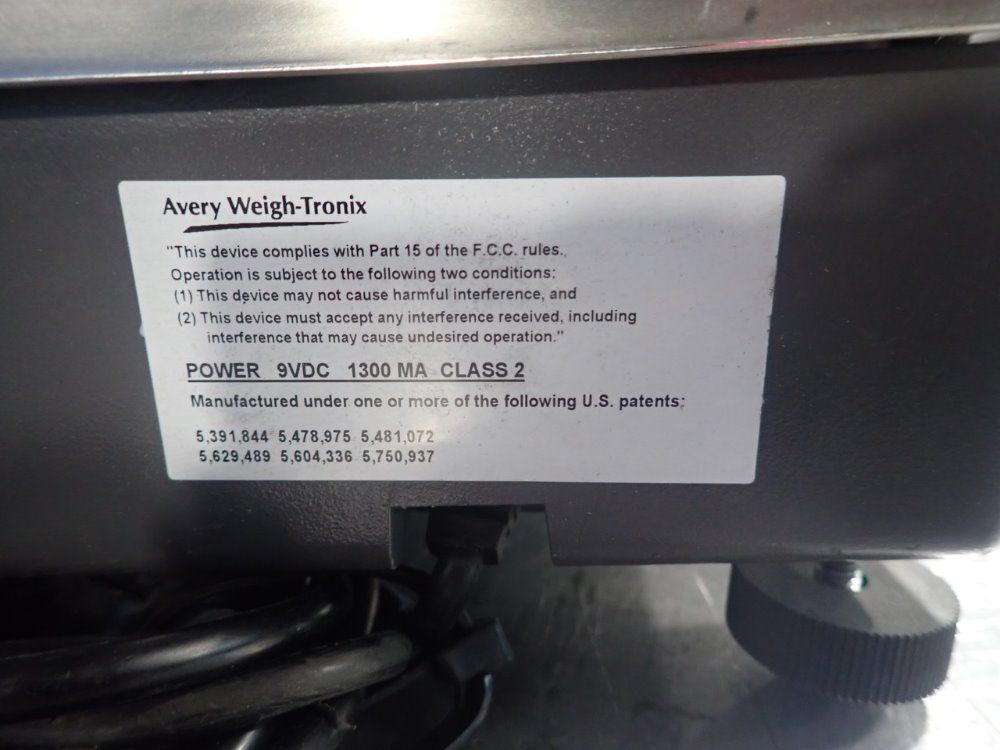 Avery Weigh-Tronix
"This device complies with Part 15 of the F.C.C. rules.
Operation is subject to the following two conditions:
(1) This device may not cause harmful interference, and
(2) This device must accept any interference received, including
interference that may cause undesired operation."
POWER 9VDC 1300 MA CLASS 2
Manufactured under one or more of the following U.S. patents:
5,391,844 5,478,975 5,481,072
5,629,489 5,604,336 5,750,937